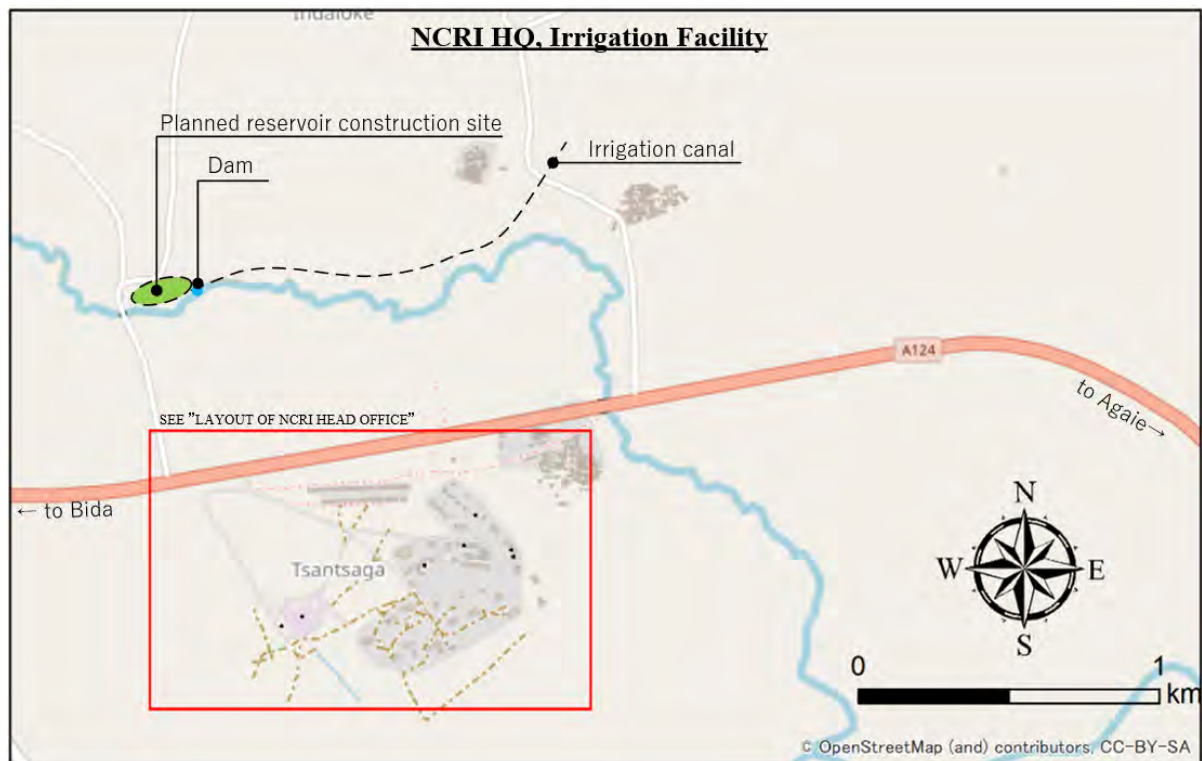 Indaloke
NCRI HQ, Irrigation Facility
Planned reservoir construction site
Irrigation canal
Dam
A124
to Agaie→
SEE "LAYOUT OF NCRI HEAD OFFICE"
← to Bida
Tsantsaga
N
W E
S
0 1
km
© OpenStreetMap (and) contributors, CC-BY-SA